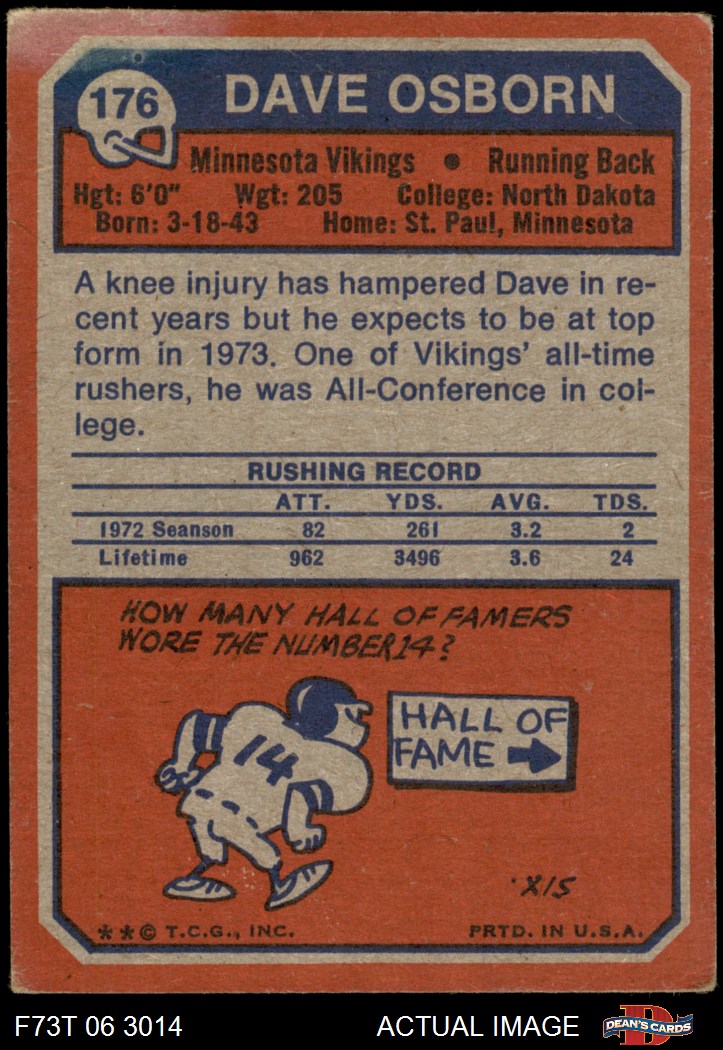 176
DAVE OSBORN
Minnesota Vikings • Running Back
Hgt: 6'0" Wgt: 205 College: North Dakota
Born: 3-18-43 Home: St. Paul, Minnesota
A knee injury has hampered Dave in re-
cent years but he expects to be at top
form in 1973. One of Vikings' all-time
rushers, he was All-Conference in col-
lege.
RUSHING RECORD
ATT. YDS. AVG. TDS.
1972 Seanson 82 261 3.2 2
Lifetime 962 3496 3.6 24
HOW MANY HALL OF FAMERS
WORE THE NUMBER 14?
14
HALL OF
FAME
XIS
**© T.C.G., INC. PRTD. IN U.S.A.
F73T 06 3014 ACTUAL IMAGE
D
DEAN'S CARDS